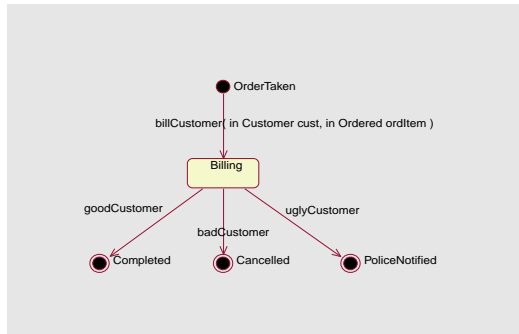 OrderTaken
billCustomer( in Customer cust, in Ordered ordItem )
Billing
goodCustomer
uglyCustomer
badCustomer
Completed
Cancelled
PoliceNotified